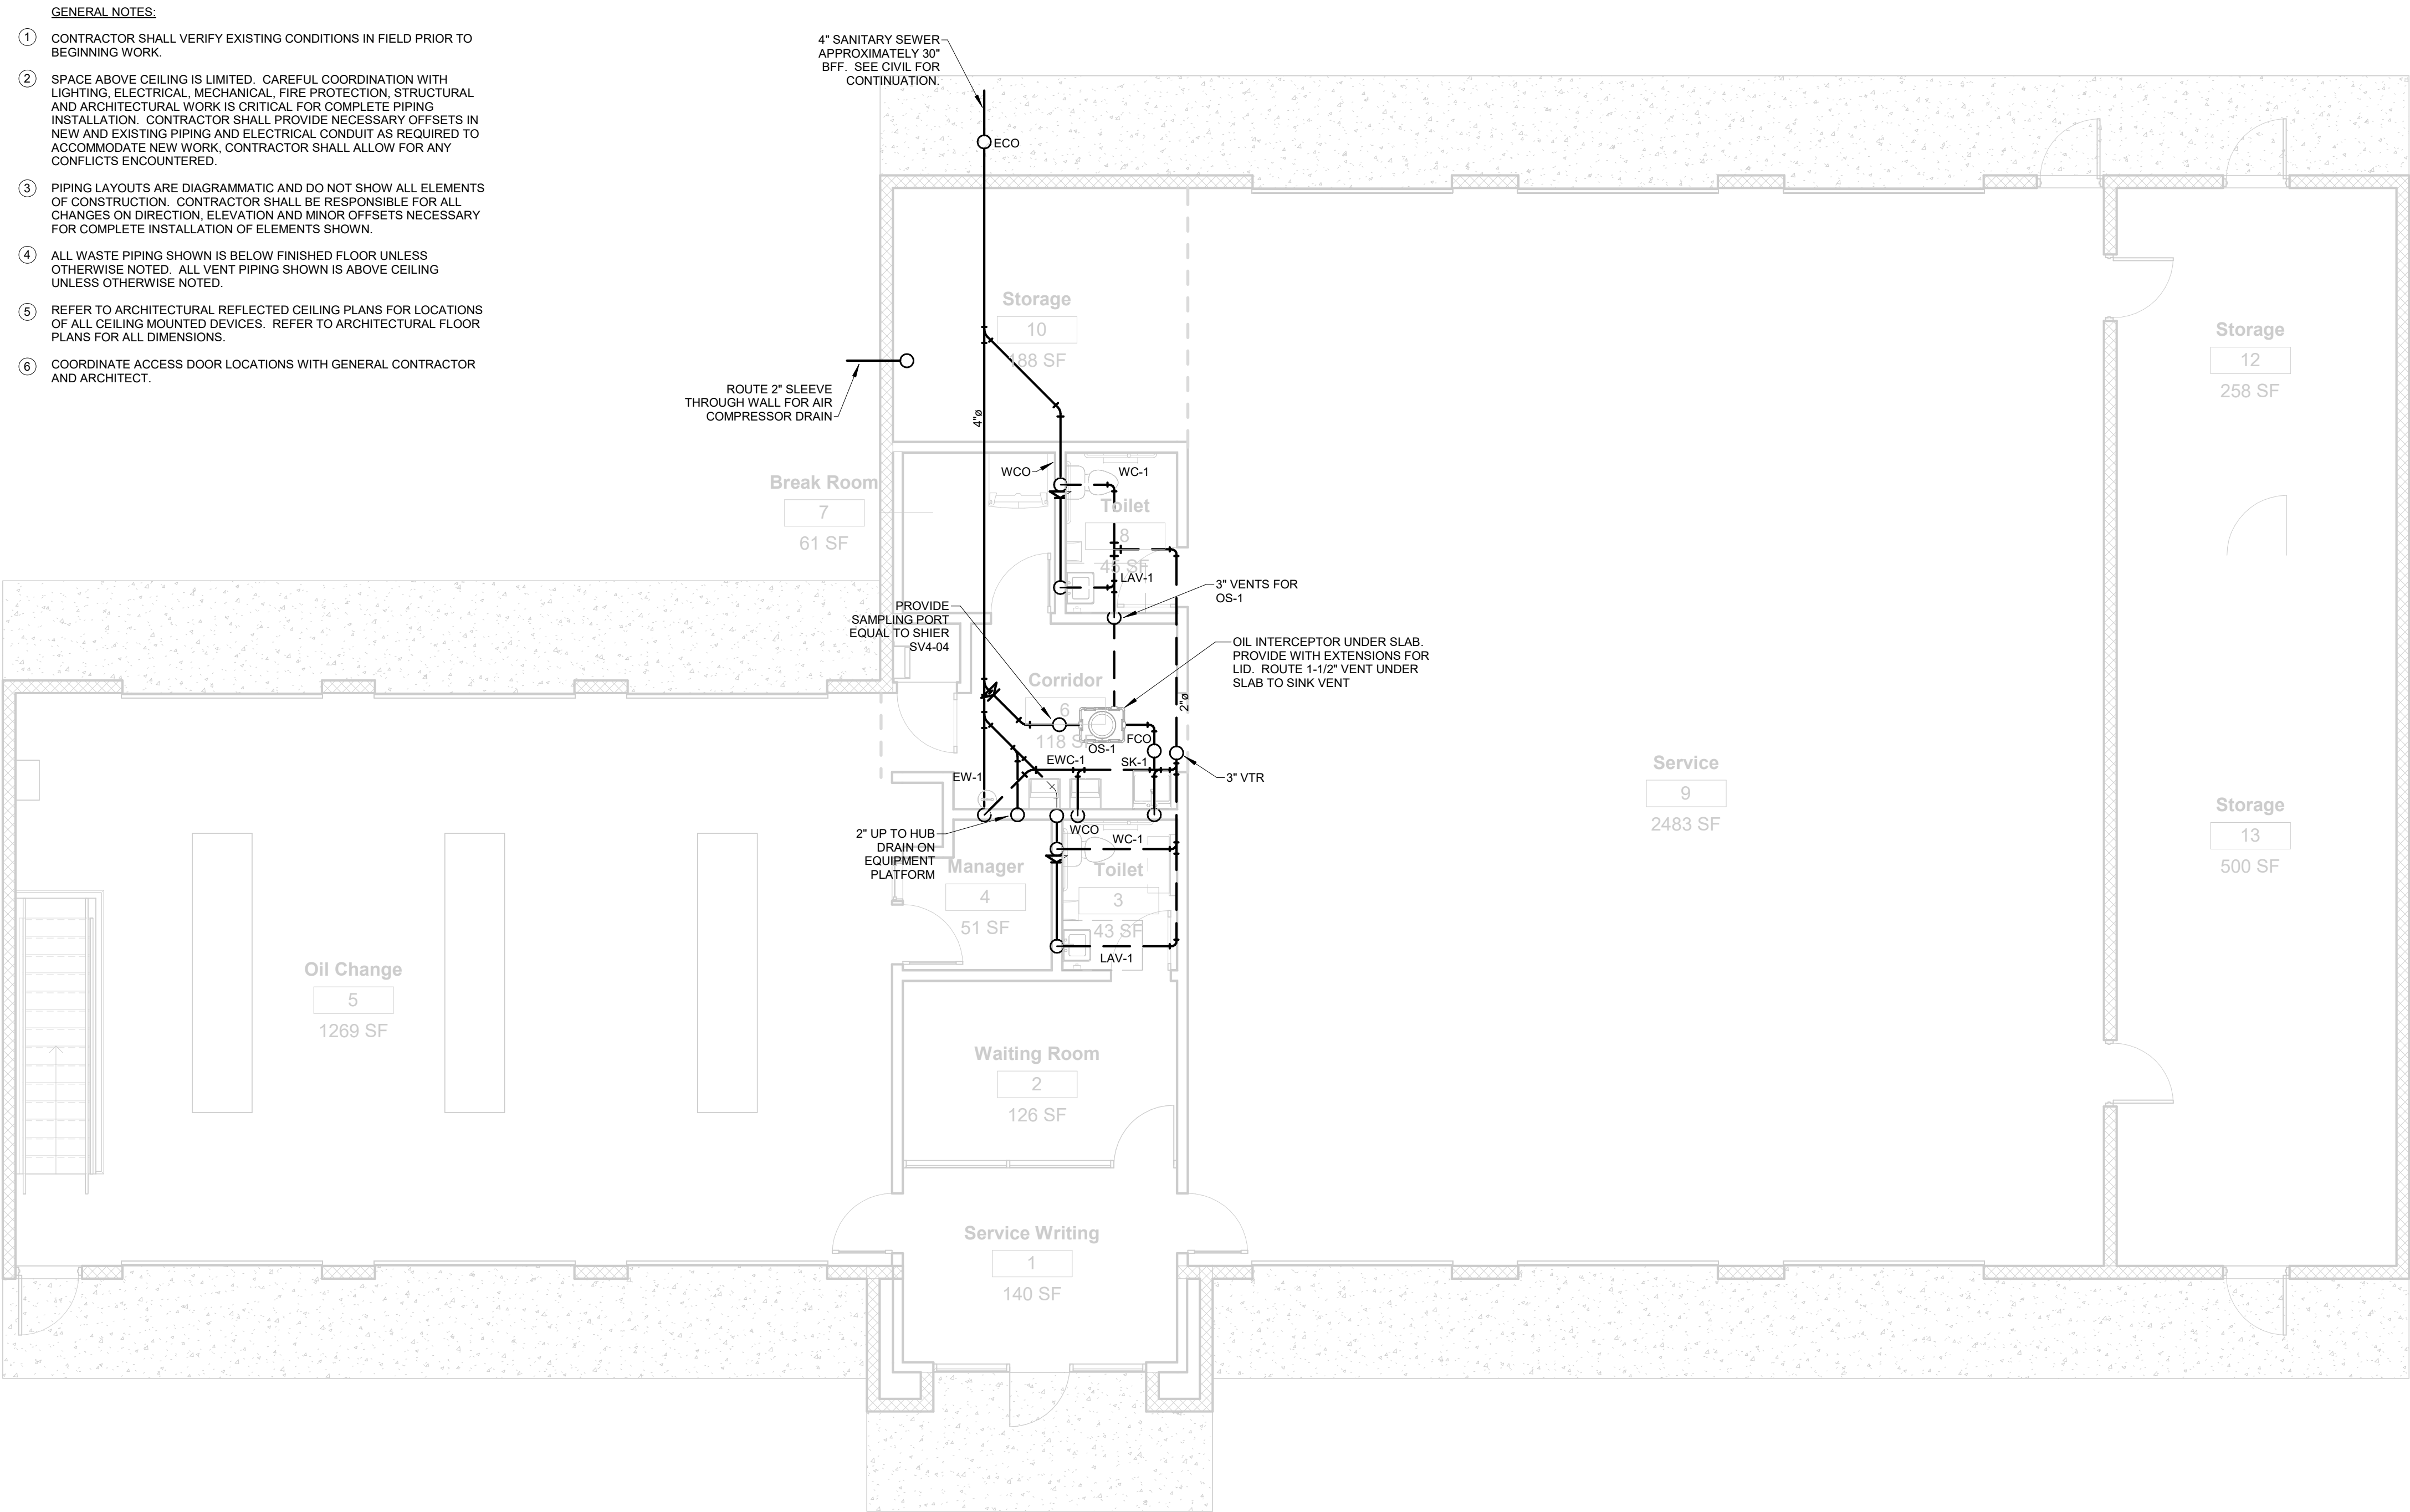 GENERAL NOTES:
1 CONTRACTOR SHALL VERIFY EXISTING CONDITIONS IN FIELD PRIOR TO
BEGINNING WORK.
2 SPACE ABOVE CEILING IS LIMITED. CAREFUL COORDINATION WITH
LIGHTING, ELECTRICAL, MECHANICAL, FIRE PROTECTION, STRUCTURAL
AND ARCHITECTURAL WORK IS CRITICAL FOR COMPLETE PIPING
INSTALLATION. CONTRACTOR SHALL PROVIDE NECESSARY OFFSETS IN
NEW AND EXISTING PIPING AND ELECTRICAL CONDUIT AS REQUIRED TO
ACCOMMODATE NEW WORK, CONTRACTOR SHALL ALLOW FOR ANY
CONFLICTS ENCOUNTERED.
3 PIPING LAYOUTS ARE DIAGRAMMATIC AND DO NOT SHOW ALL ELEMENTS
OF CONSTRUCTION. CONTRACTOR SHALL BE RESPONSIBLE FOR ALL
CHANGES ON DIRECTION, ELEVATION AND MINOR OFFSETS NECESSARY
FOR COMPLETE INSTALLATION OF ELEMENTS SHOWN.
4 ALL WASTE PIPING SHOWN IS BELOW FINISHED FLOOR UNLESS
OTHERWISE NOTED. ALL VENT PIPING SHOWN IS ABOVE CEILING
UNLESS OTHERWISE NOTED.
5 REFER TO ARCHITECTURAL REFLECTED CEILING PLANS FOR LOCATIONS
OF ALL CEILING MOUNTED DEVICES. REFER TO ARCHITECTURAL FLOOR
PLANS FOR ALL DIMENSIONS.
6 COORDINATE ACCESS DOOR LOCATIONS WITH GENERAL CONTRACTOR
AND ARCHITECT.
4" SANITARY SEWER
APPROXIMATELY 30"
BFF. SEE CIVIL FOR
CONTINUATION.
ECO
Storage
10
188 SF
ROUTE 2" SLEEVE
THROUGH WALL FOR AIR
COMPRESSOR DRAIN
4"ø
Storage
12
258 SF
Break Room
7
61 SF
WCO
WC-1
Toilet
8
LAV-1
3" VENTS FOR
OS-1
PROVIDE
SAMPLING PORT
EQUAL TO SHIER
SV4-04
OIL INTERCEPTOR UNDER SLAB.
PROVIDE WITH EXTENSIONS FOR
LID. ROUTE 1-1/2" VENT UNDER
SLAB TO SINK VENT
Corridor
6
118 SF
2"ø
OS-1
FCO
EWC-1
SK-1
EW-1
3" VTR
Service
9
2483 SF
Storage
13
500 SF
2" UP TO HUB
DRAIN ON
EQUIPMENT
PLATFORM
WCO
WC-1
Manager
4
51 SF
Toilet
3
43 SF
LAV-1
Oil Change
5
1269 SF
Waiting Room
2
126 SF
Service Writing
1
140 SF